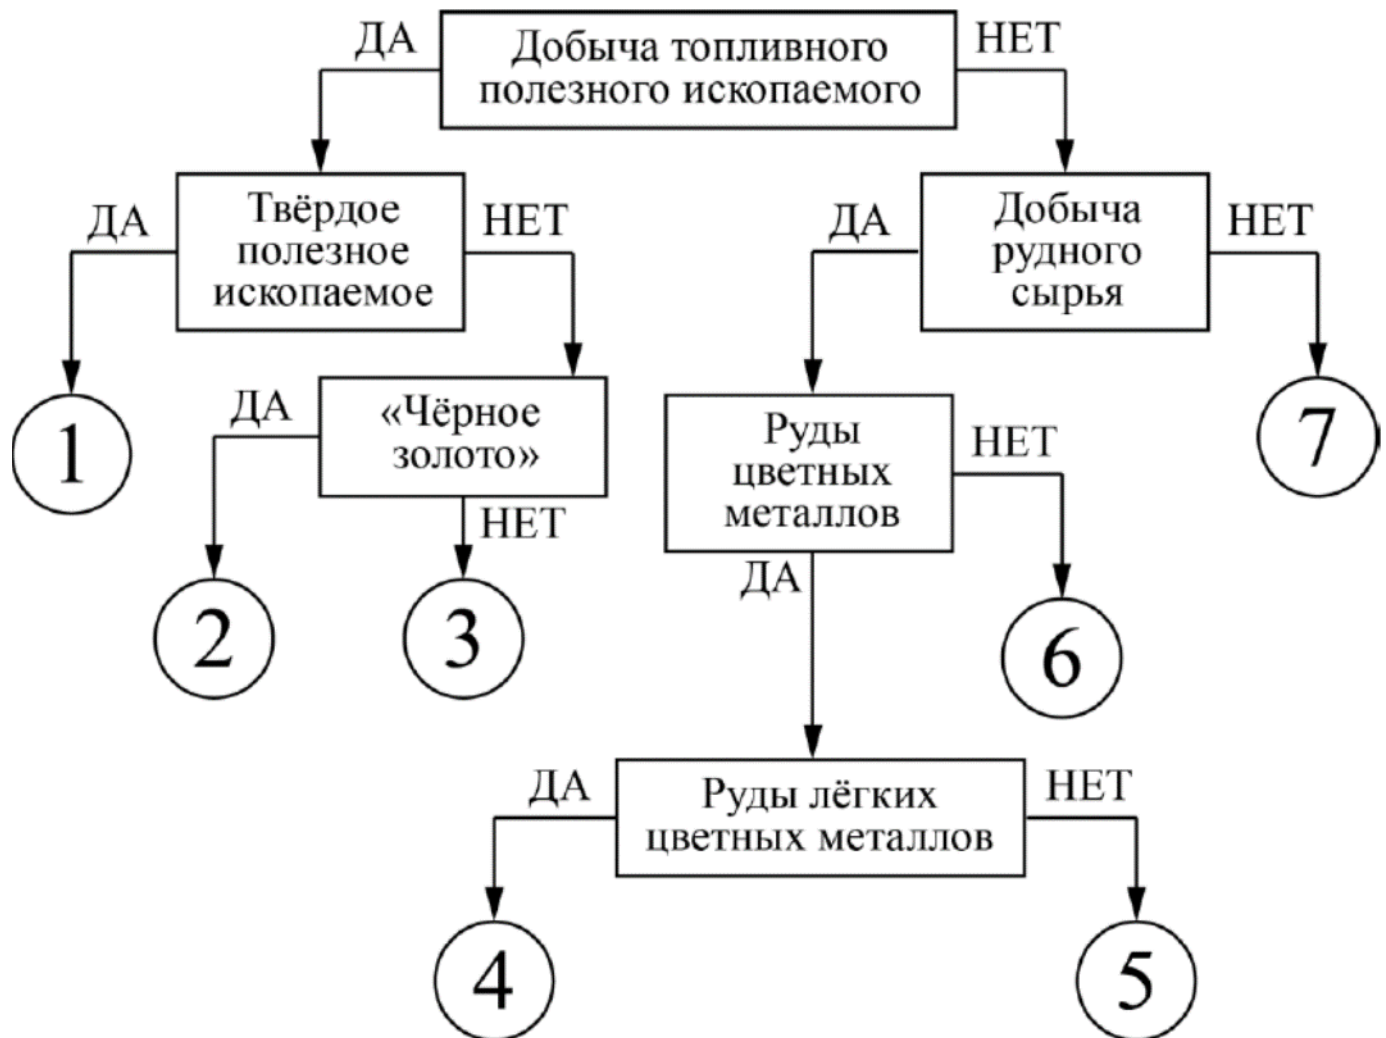 ДА
Добыча топливного
полезного ископаемого
НЕТ
ДА
Твёрдое
полезное
ископаемое
НЕТ
ДА
Добыча
рудного
сырья
НЕТ
1
ДА
«Чёрное
золото»
НЕТ
Руды
цветных
металлов
НЕТ
ДА
7
2
3
6
ДА
Руды лёгких
цветных металлов
НЕТ
4
5